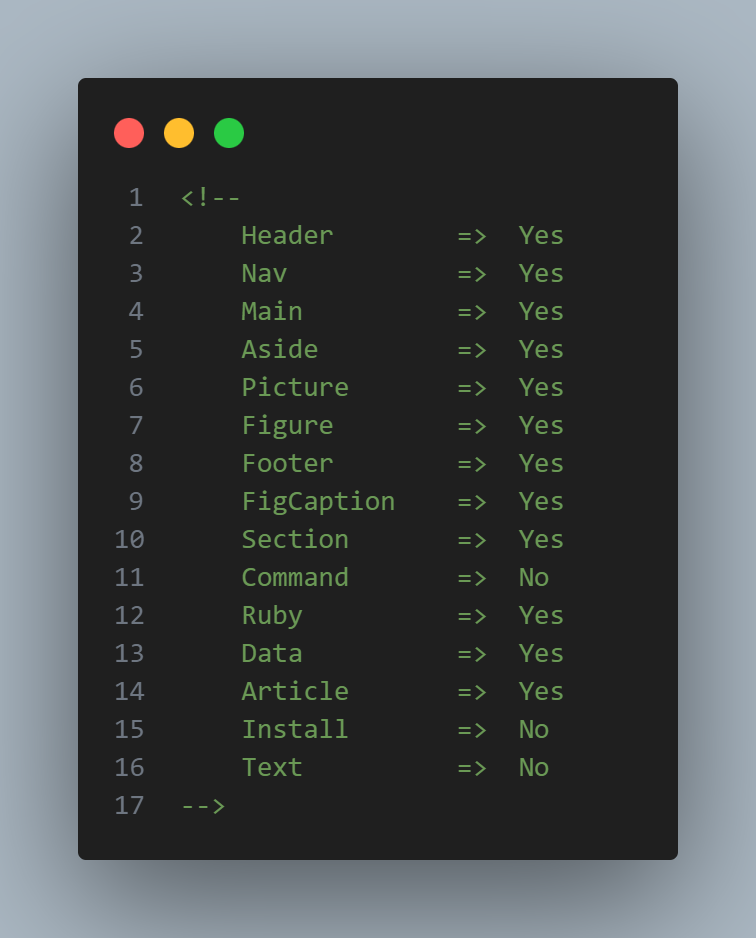 1 <!--
2     Header        =>  Yes
3     Nav           =>  Yes
4     Main          =>  Yes
5     Aside         =>  Yes
6     Picture       =>  Yes
7     Figure        =>  Yes
8     Footer        =>  Yes
9     FigCaption    =>  Yes
10     Section       =>  Yes
11     Command       =>  No
12     Ruby          =>  Yes
13     Data          =>  Yes
14     Article       =>  Yes
15     Install       =>  No
16     Text          =>  No
17 -->